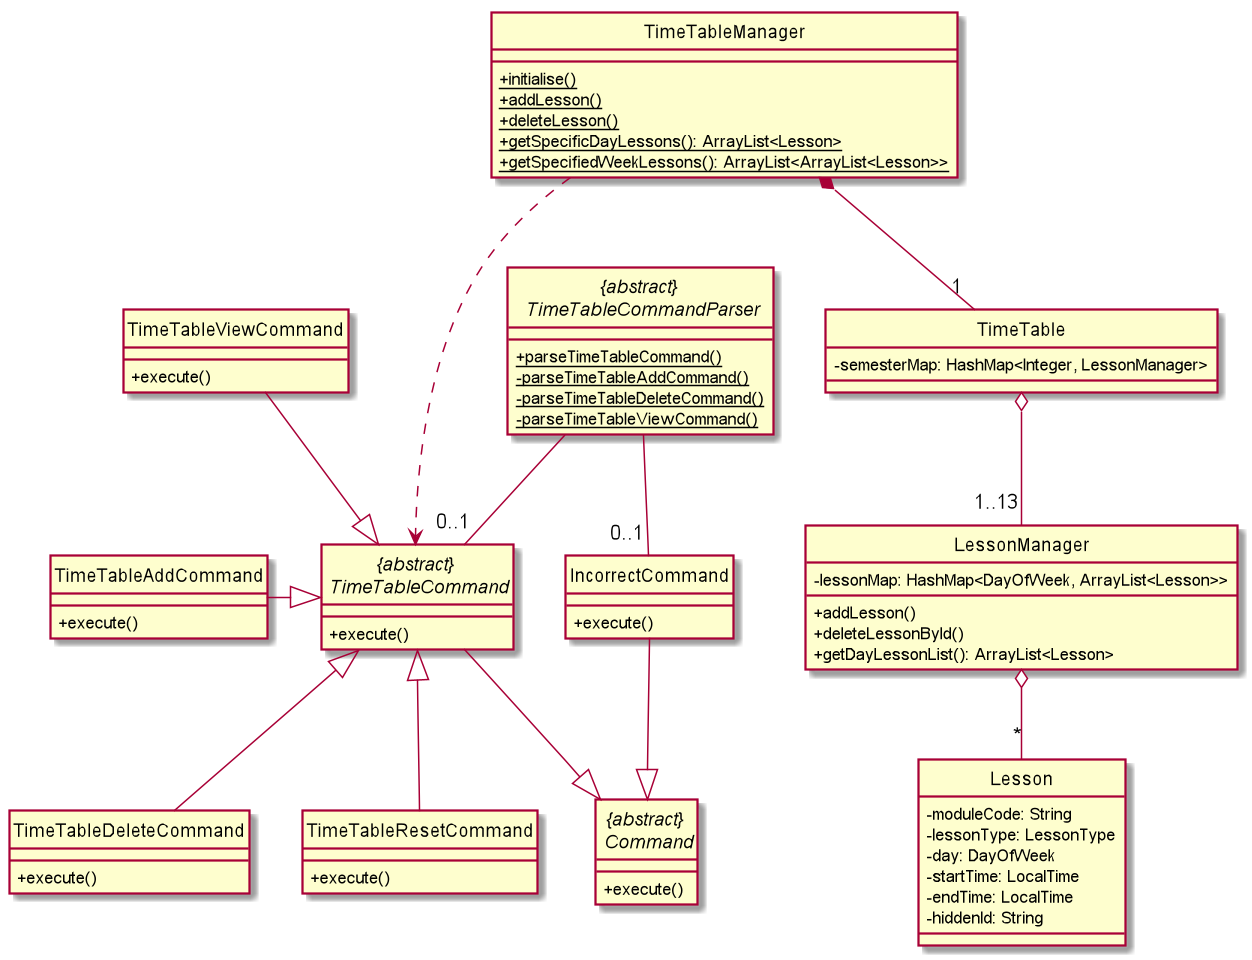 TimeTableManager
+initialise()
+addLesson()
+deleteLesson()
+getSpecificDayLessons(): ArrayList<Lesson>
+getSpecifiedWeekLessons(): ArrayList<ArrayList<Lesson>>
{abstract}
TimeTableCommandParser
+parseTimeTableCommand()
-parseTimeTableAddCommand()
-parseTimeTableDeleteCommand()
-parseTimeTableViewCommand()
1
TimeTable
-semesterMap: HashMap<Integer, LessonManager>
TimeTableViewCommand
+execute()
0..1
0..1
1..13
TimeTableAddCommand
+execute()
{abstract}
TimeTableCommand
+execute()
IncorrectCommand
+execute()
LessonManager
-lessonMap: HashMap<DayOfWeek, ArrayList<Lesson>>
+addLesson()
+deleteLessonById()
+getDayLessonList(): ArrayList<Lesson>
*
TimeTableDeleteCommand
+execute()
TimeTableResetCommand
+execute()
{abstract}
Command
+execute()
Lesson
-moduleCode: String
-lessonType: LessonType
-day: DayOfWeek
-startTime: LocalTime
-endTime: LocalTime
-hiddenId: String